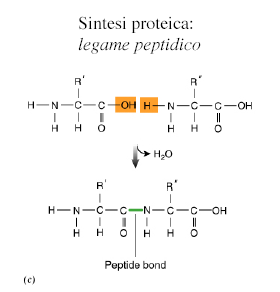 Sintesi proteica:
legame peptidico
R' R"
H—N—C—C—OH H—N—C—C—OH
H H O H H O
H₂O
R' R"
H—N—C—C—N—C—C—OH
H H O H H O
Peptide bond
(c)